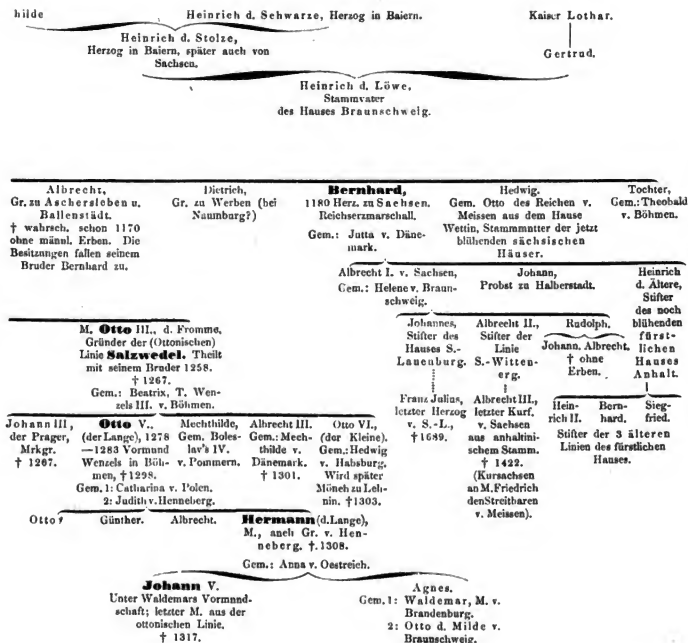 hilde
Heinrich d. Schwarze, Herzog in Baiern.
Kaiser Lothar.
Heinrich d. Stolze,
Herzog in Baiern, später auch von
Sachsen.
Gertrud.
Heinrich d. Löwe,
Stammvater
des Hauses Braunschweig.
Albrecht,
Gr. zu Aschersleben u.
Ballenstädt.
† wahrsch. schon 1170
ohne männl. Erben. Die
Besitzungen fallen seinem
Bruder Bernhard zu.
Dietrich,
Gr. zu Werben (bei
Naumburg?)
Bernhard,
1180 Herz. zu Sachsen.
Reichserzmarschall.
Gem.: Jutta v. Däne-
mark.
Hedwig.
Gem. Otto des Reichen v.
Meissen aus dem Hause
Wettin, Stammmutter der jetzt
blühenden sächsischen
Häuser.
Tochter,
Gem.: Theobald
v. Böhmen.
Albrecht I. v. Sachsen,
Gem.: Helene v. Braun-
schweig.
Johann,
Probst zu Halberstadt.
Heinrich
d. Ältere,
Stifter
des noch
blühenden
fürst-
lichen
Hauses
Anhalt.
M. Otto III., d. Fromme,
Gründer der (Ottonischen)
Linie Salzwedel. Theilt
mit seinem Bruder 1258.
† 1267.
Gem.: Beatrix, T. Wen-
zels III. v. Böhmen.
Johannes,
Stifter des
Hauses S.-
Lauenburg.
Franz Julius,
letzter Herzog
v. S.-L.,
† 1689.
Albrecht II.,
Stifter der
Linie
S.-Witten-
erg.
Albrecht III.,
letzter Kurf.
v. Sachsen
aus anhaltini-
schem Stamm.
† 1422.
(Kursachsen
an M. Friedrich
den Streitbaren
v. Meissen).
Rudolph.
Johann. Albrecht.
† ohne
Erben.
Hein-
rich II.
Bern-
hard.
Sieg-
fried.
Stifter der 3 älteren
Linien des fürstlichen
Hauses.
Johann III,
der Prager,
Mrkgr.
† 1267.
Otto V.,
(der Lange), 1278
—1283 Vormund
Wenzels in Böh-
men, † 1298.
Gem. 1: Catharina v. Polen.
2: Judith v. Henneberg.
Mechthilde,
Gem. Boles-
lav's IV.
v. Pommern.
Albrecht III.
Gem.: Mech-
thilde v.
Dänemark.
† 1301.
Otto VI.,
(der Kleine).
Gem.: Hedwig
v. Habsburg.
Wird später
Mönch zu Leh-
nin. † 1303.
Otto?
Günther.
Albrecht.
Hermann (d. Lange),
M., auch Gr. v. Hen-
neberg. †. 1308.
Gem.: Anna v. Oestreich.
Johann V.
Unter Waldemars Vormund-
schaft; letzter M. aus der
ottonischen Linie.
† 1317.
Agnes.
Gem. 1: Waldemar, M. v.
Brandenburg.
2: Otto d. Milde v.
Braunschweig.